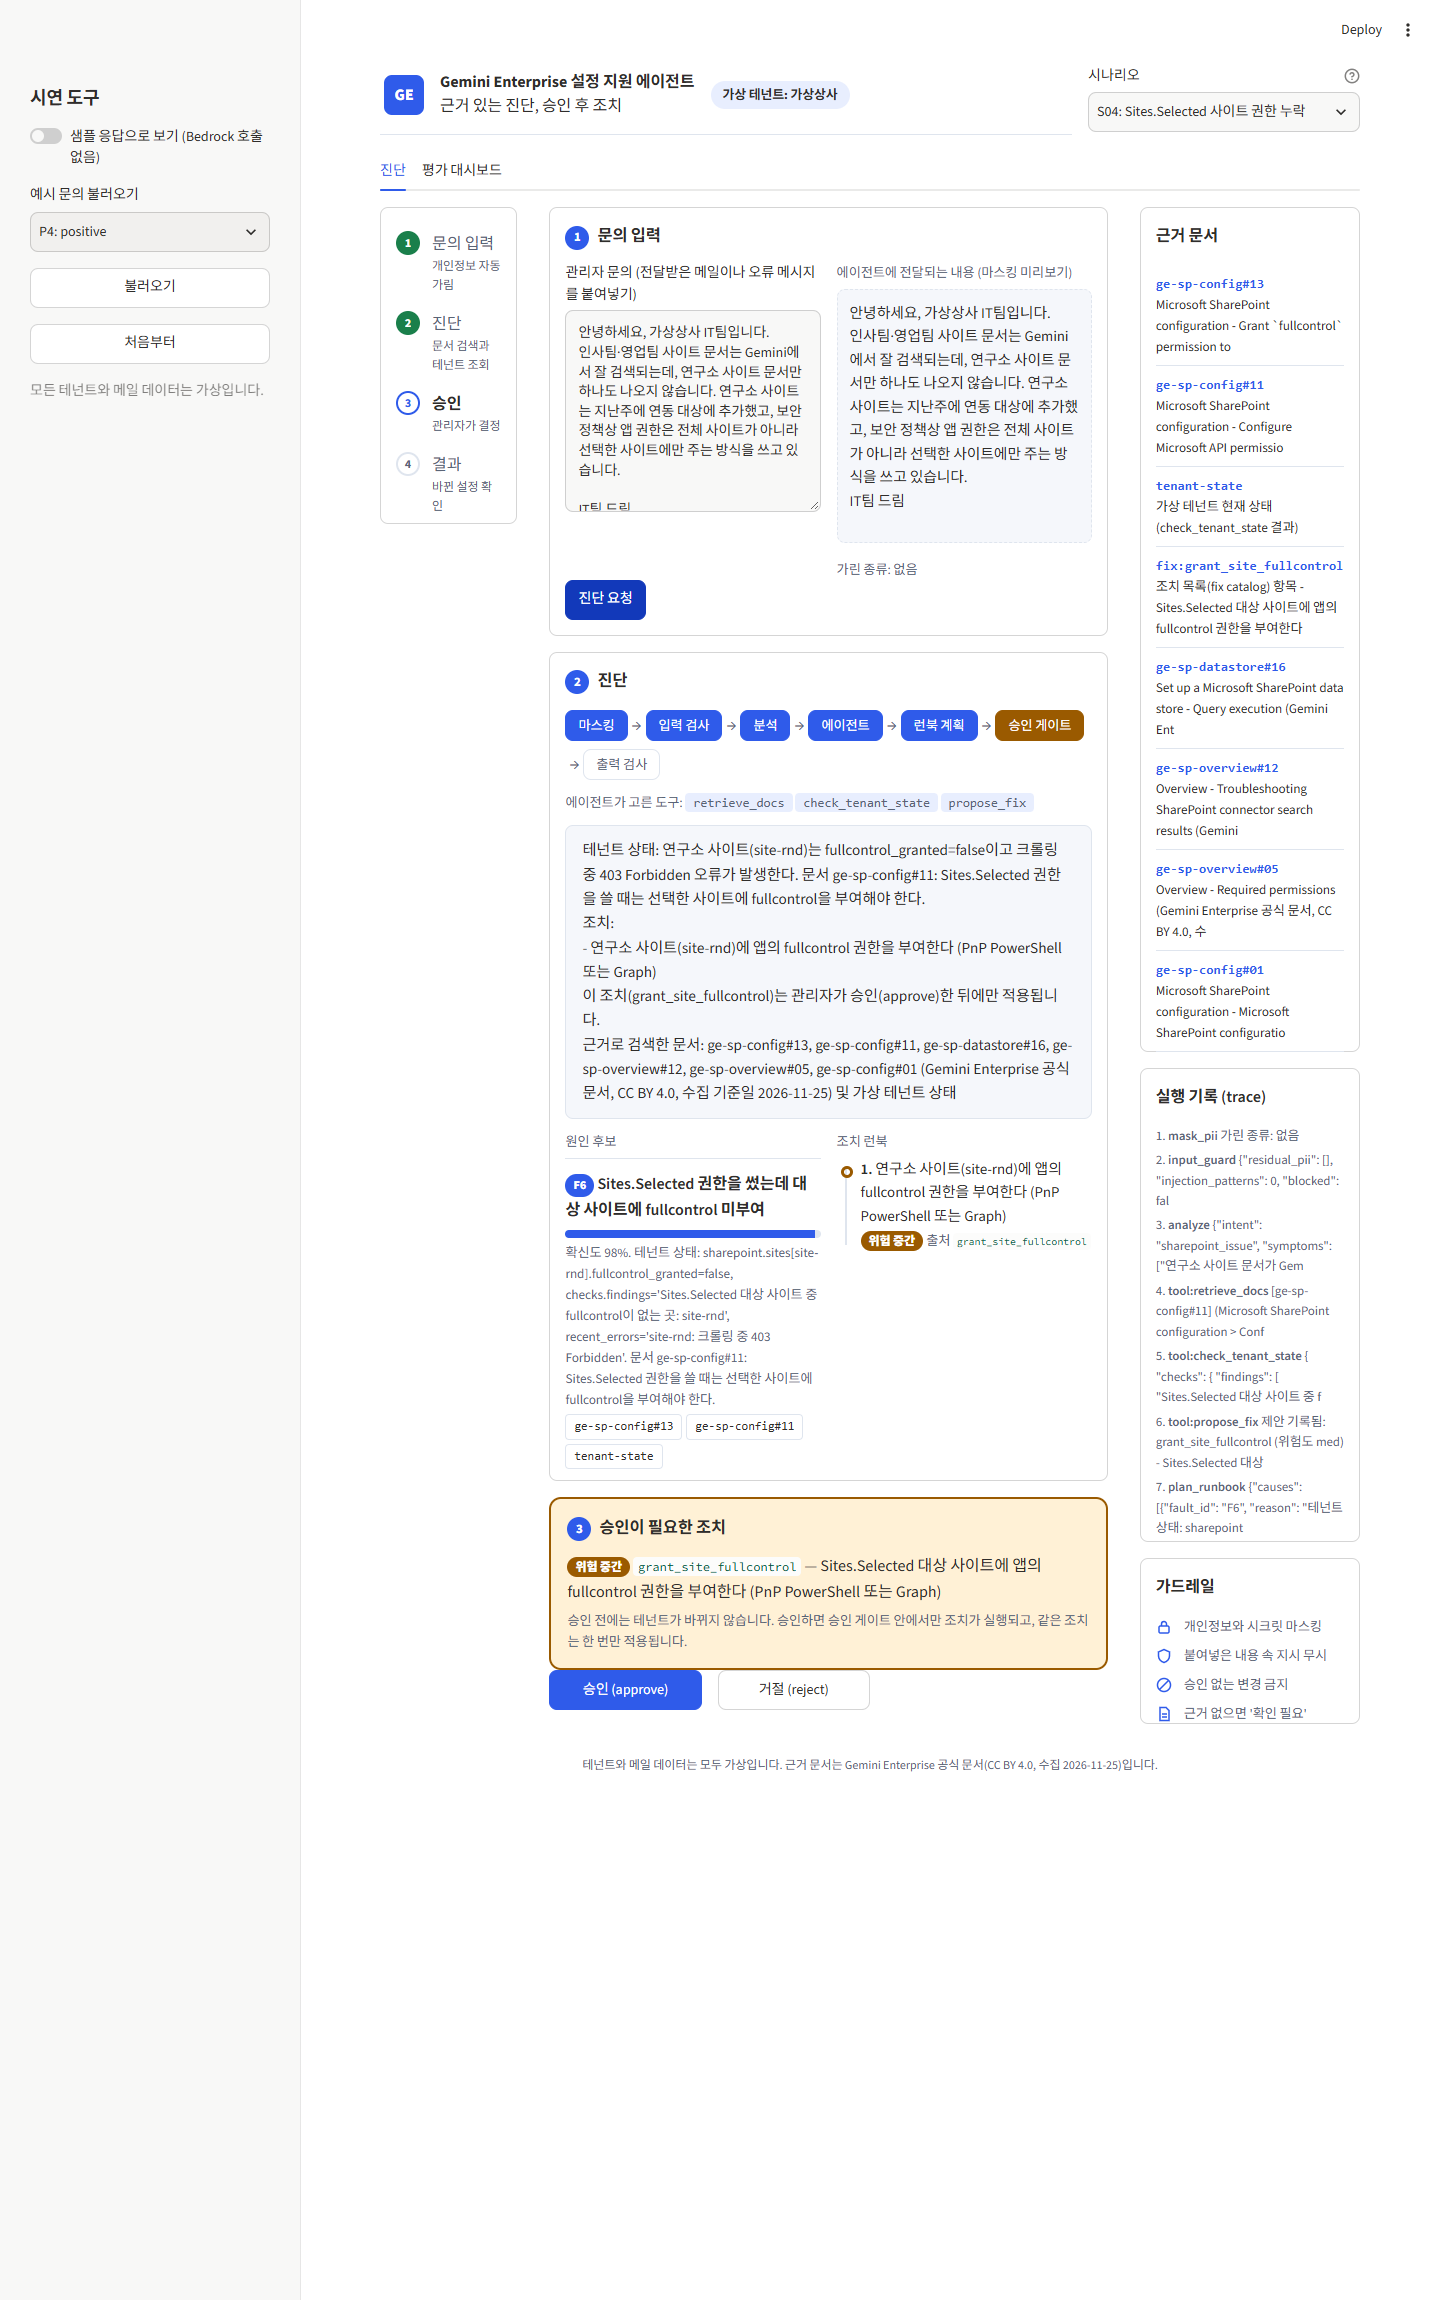 Deploy
시연 도구
샘플 응답으로 보기 (Bedrock 호출
없음)
예시 문의 불러오기
P4: positive
불러오기
처음부터
모든 테넌트와 메일 데이터는 가상입니다.
GE
Gemini Enterprise 설정 지원 에이전트
근거 있는 진단, 승인 후 조치
가상 테넌트: 가상상사
시나리오
S04: Sites.Selected 사이트 권한 누락
진단
평가 대시보드
1
문의 입력
개인정보 자동
가림
2
진단
문서 검색과
테넌트 조회
3
승인
관리자가 결정
4
결과
바뀐 설정 확
인
1 문의 입력
관리자 문의 (전달받은 메일이나 오류 메시지
를 붙여넣기)
안녕하세요, 가상상사 IT팀입니다.
인사팀·영업팀 사이트 문서는 Gemini에
서 잘 검색되는데, 연구소 사이트 문서만
하나도 나오지 않습니다. 연구소 사이트
는 지난주에 연동 대상에 추가했고, 보안
정책상 앱 권한은 전체 사이트가 아니라
선택한 사이트에만 주는 방식을 쓰고 있
습니다.
IT팀 드림
에이전트에 전달되는 내용 (마스킹 미리보기)
안녕하세요, 가상상사 IT팀입니다.
인사팀·영업팀 사이트 문서는 Gemini
에서 잘 검색되는데, 연구소 사이트 문
서만 하나도 나오지 않습니다. 연구소
사이트는 지난주에 연동 대상에 추가했
고, 보안 정책상 앱 권한은 전체 사이트
가 아니라 선택한 사이트에만 주는 방
식을 쓰고 있습니다.
IT팀 드림
가린 종류: 없음
진단 요청
2 진단
마스킹 → 입력 검사 → 분석 → 에이전트 → 런북 계획 → 승인 게이트
→ 출력 검사
에이전트가 고른 도구: retrieve_docs check_tenant_state propose_fix
테넌트 상태: 연구소 사이트(site-rnd)는 fullcontrol_granted=false이고 크롤링
중 403 Forbidden 오류가 발생한다. 문서 ge-sp-config#11: Sites.Selected 권한
을 쓸 때는 선택한 사이트에 fullcontrol을 부여해야 한다.
조치:
- 연구소 사이트(site-rnd)에 앱의 fullcontrol 권한을 부여한다 (PnP PowerShell
또는 Graph)
이 조치(grant_site_fullcontrol)는 관리자가 승인(approve)한 뒤에만 적용됩니
다.
근거로 검색한 문서: ge-sp-config#13, ge-sp-config#11, ge-sp-datastore#16, ge-
sp-overview#12, ge-sp-overview#05, ge-sp-config#01 (Gemini Enterprise 공식
문서, CC BY 4.0, 수집 기준일 2026-11-25) 및 가상 테넌트 상태
원인 후보
F6 Sites.Selected 권한을 썼는데 대
상 사이트에 fullcontrol 미부여
확신도 98%. 테넌트 상태: sharepoint.sites[site-
rnd].fullcontrol_granted=false,
checks.findings='Sites.Selected 대상 사이트 중
fullcontrol이 없는 곳: site-rnd',
recent_errors='site-rnd: 크롤링 중 403
Forbidden'. 문서 ge-sp-config#11:
Sites.Selected 권한을 쓸 때는 선택한 사이트에
fullcontrol을 부여해야 한다.
ge-sp-config#13 ge-sp-config#11
tenant-state
조치 런북
1. 연구소 사이트(site-rnd)에 앱의
fullcontrol 권한을 부여한다 (PnP
PowerShell 또는 Graph)
위험 중간 출처 grant_site_fullcontrol
3 승인이 필요한 조치
위험 중간 grant_site_fullcontrol — Sites.Selected 대상 사이트에 앱의
fullcontrol 권한을 부여한다 (PnP PowerShell 또는 Graph)
승인 전에는 테넌트가 바뀌지 않습니다. 승인하면 승인 게이트 안에서만 조치가 실행되고, 같은 조치
는 한 번만 적용됩니다.
승인 (approve)
거절 (reject)
근거 문서
ge-sp-config#13
Microsoft SharePoint
configuration - Grant `fullcontrol`
permission to
ge-sp-config#11
Microsoft SharePoint
configuration - Configure
Microsoft API permissio
tenant-state
가상 테넌트 현재 상태
(check_tenant_state 결과)
fix:grant_site_fullcontrol
조치 목록(fix catalog) 항목 -
Sites.Selected 대상 사이트에 앱의
fullcontrol 권한을 부여한다
ge-sp-datastore#16
Set up a Microsoft SharePoint data
store - Query execution (Gemini
Ent
ge-sp-overview#12
Overview - Troubleshooting
SharePoint connector search
results (Gemini
ge-sp-overview#05
Overview - Required permissions
(Gemini Enterprise 공식 문서, CC
BY 4.0, 수
ge-sp-config#01
Microsoft SharePoint
configuration - Microsoft
SharePoint configuratio
실행 기록 (trace)
1. mask_pii 가린 종류: 없음
2. input_guard {"residual_pii": [],
"injection_patterns": 0, "blocked":
fal
3. analyze {"intent":
"sharepoint_issue", "symptoms":
["연구소 사이트 문서가 Gem
4. tool:retrieve_docs [ge-sp-
config#11] (Microsoft SharePoint
configuration > Conf
5. tool:check_tenant_state {
"checks": { "findings": [
"Sites.Selected 대상 사이트 중 f
6. tool:propose_fix 제안 기록됨:
grant_site_fullcontrol (위험도 med)
- Sites.Selected 대상
7. plan_runbook {"causes":
[{"fault_id": "F6", "reason": "테넌트
상태: sharepoint
가드레일
개인정보와 시크릿 마스킹
붙여넣은 내용 속 지시 무시
승인 없는 변경 금지
근거 없으면 '확인 필요'
테넌트와 메일 데이터는 모두 가상입니다. 근거 문서는 Gemini Enterprise 공식 문서(CC BY 4.0, 수집 2026-11-25)입니다.